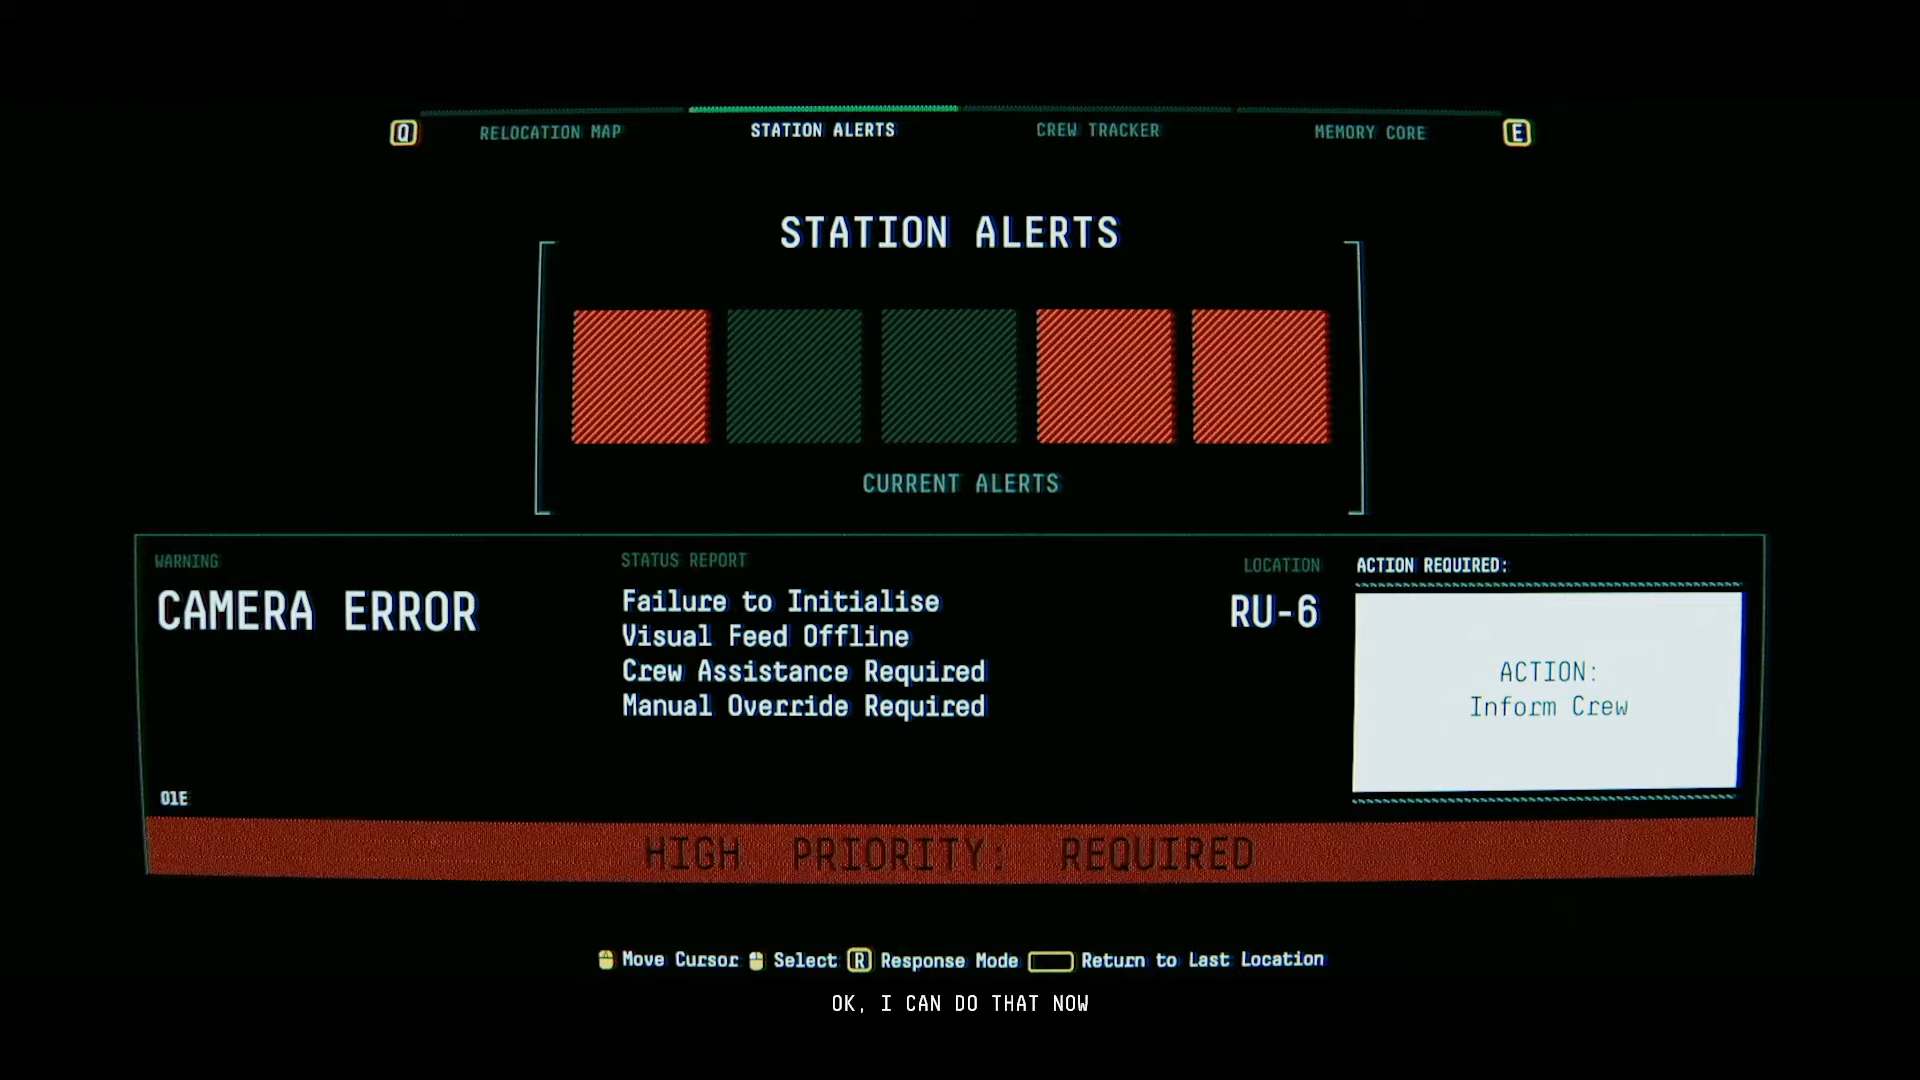 Q RELOCATION MAP STATION ALERTS CREW TRACKER MEMORY CORE E
STATION ALERTS
CURRENT ALERTS
WARNING
CAMERA ERROR
01E
STATUS REPORT
Failure to Initialise
Visual Feed Offline
Crew Assistance Required
Manual Override Required
LOCATION
RU-6
ACTION REQUIRED:
ACTION:
Inform Crew
HIGH PRIORITY: REQUIRED
Move Cursor Select R Response Mode Return to Last Location
OK, I CAN DO THAT NOW